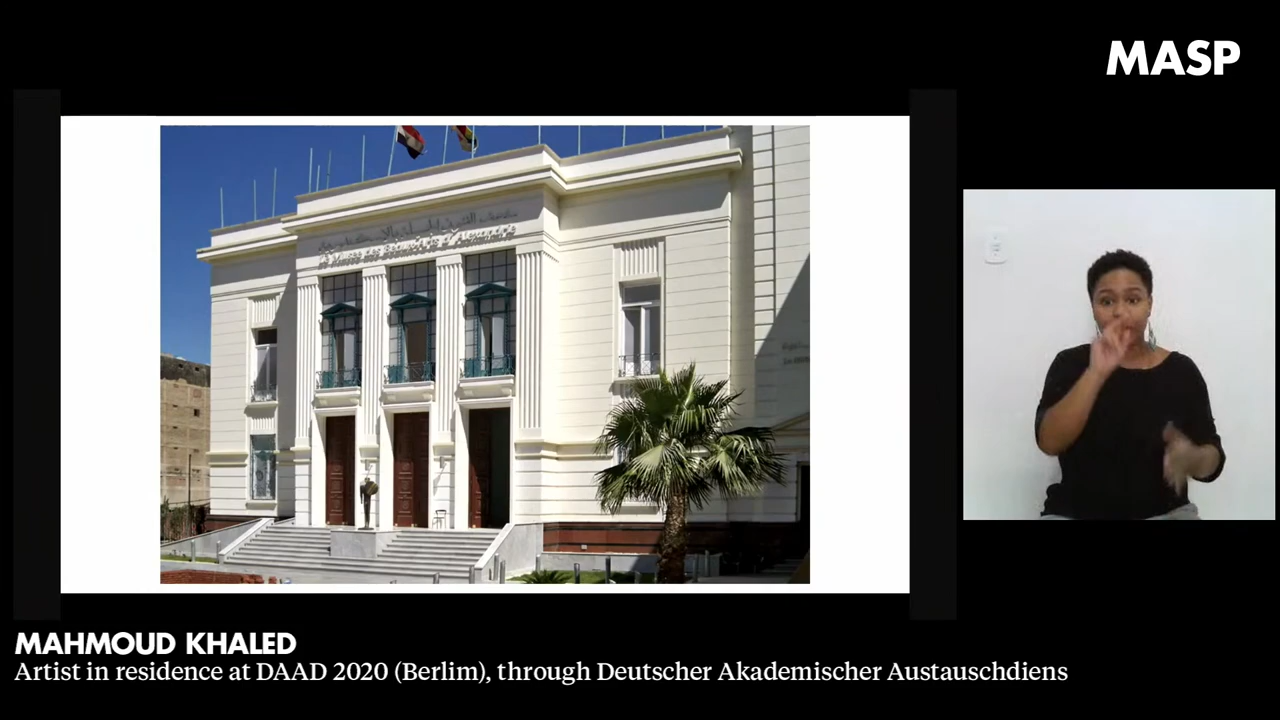 MASP
MAHMOUD KHALED
Artist in residence at DAAD 2020 (Berlim), through Deutscher Akademischer Austauschdiens